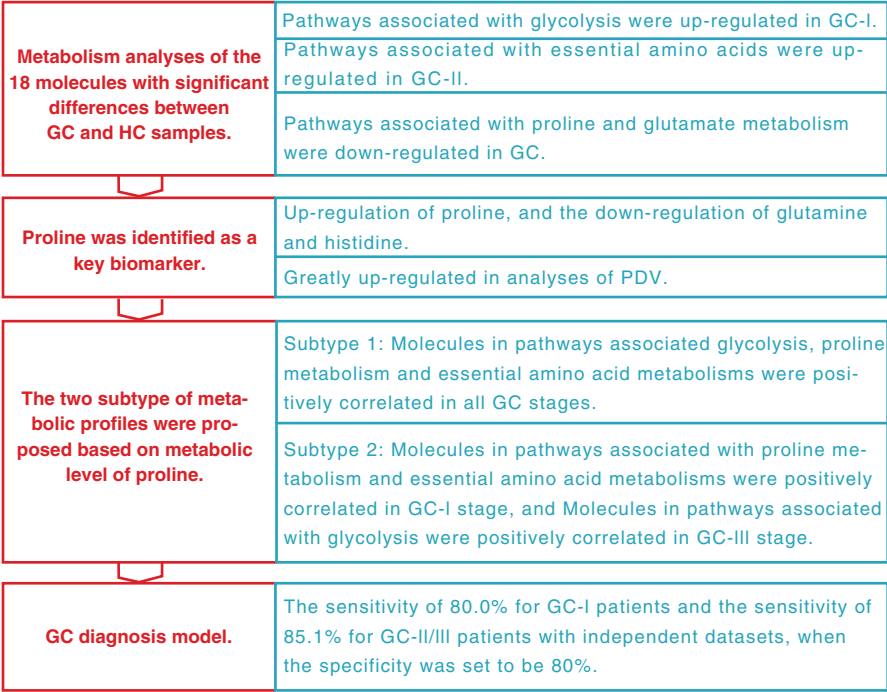 Metabolism analyses of the
18 molecules with significant
differences between
GC and HC samples.
Pathways associated with glycolysis were up-regulated in GC-I.
Pathways associated with essential amino acids were up-
regulated in GC-II.
Pathways associated with proline and glutamate metabolism
were down-regulated in GC.
Proline was identified as a
key biomarker.
Up-regulation of proline, and the down-regulation of glutamine
and histidine.
Greatly up-regulated in analyses of PDV.
The two subtype of meta-
bolic profiles were pro-
posed based on metabolic
level of proline.
Subtype 1: Molecules in pathways associated glycolysis, proline
metabolism and essential amino acid metabolisms were posi-
tively correlated in all GC stages.
Subtype 2: Molecules in pathways associated with proline me-
tabolism and essential amino acid metabolisms were positively
correlated in GC-I stage, and Molecules in pathways associated
with glycolysis were positively correlated in GC-III stage.
GC diagnosis model.
The sensitivity of 80.0% for GC-I patients and the sensitivity of
85.1% for GC-II/III patients with independent datasets, when
the specificity was set to be 80%.